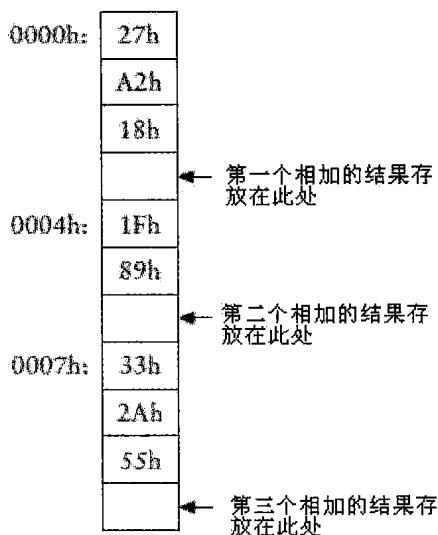 0000h: 27h
A2h
18h
第一个相加的结果存
放在此处
0004h: 1Fh
89h
第二个相加的结果存
放在此处
0007h: 33h
2Ah
55h
第三个相加的结果存
放在此处